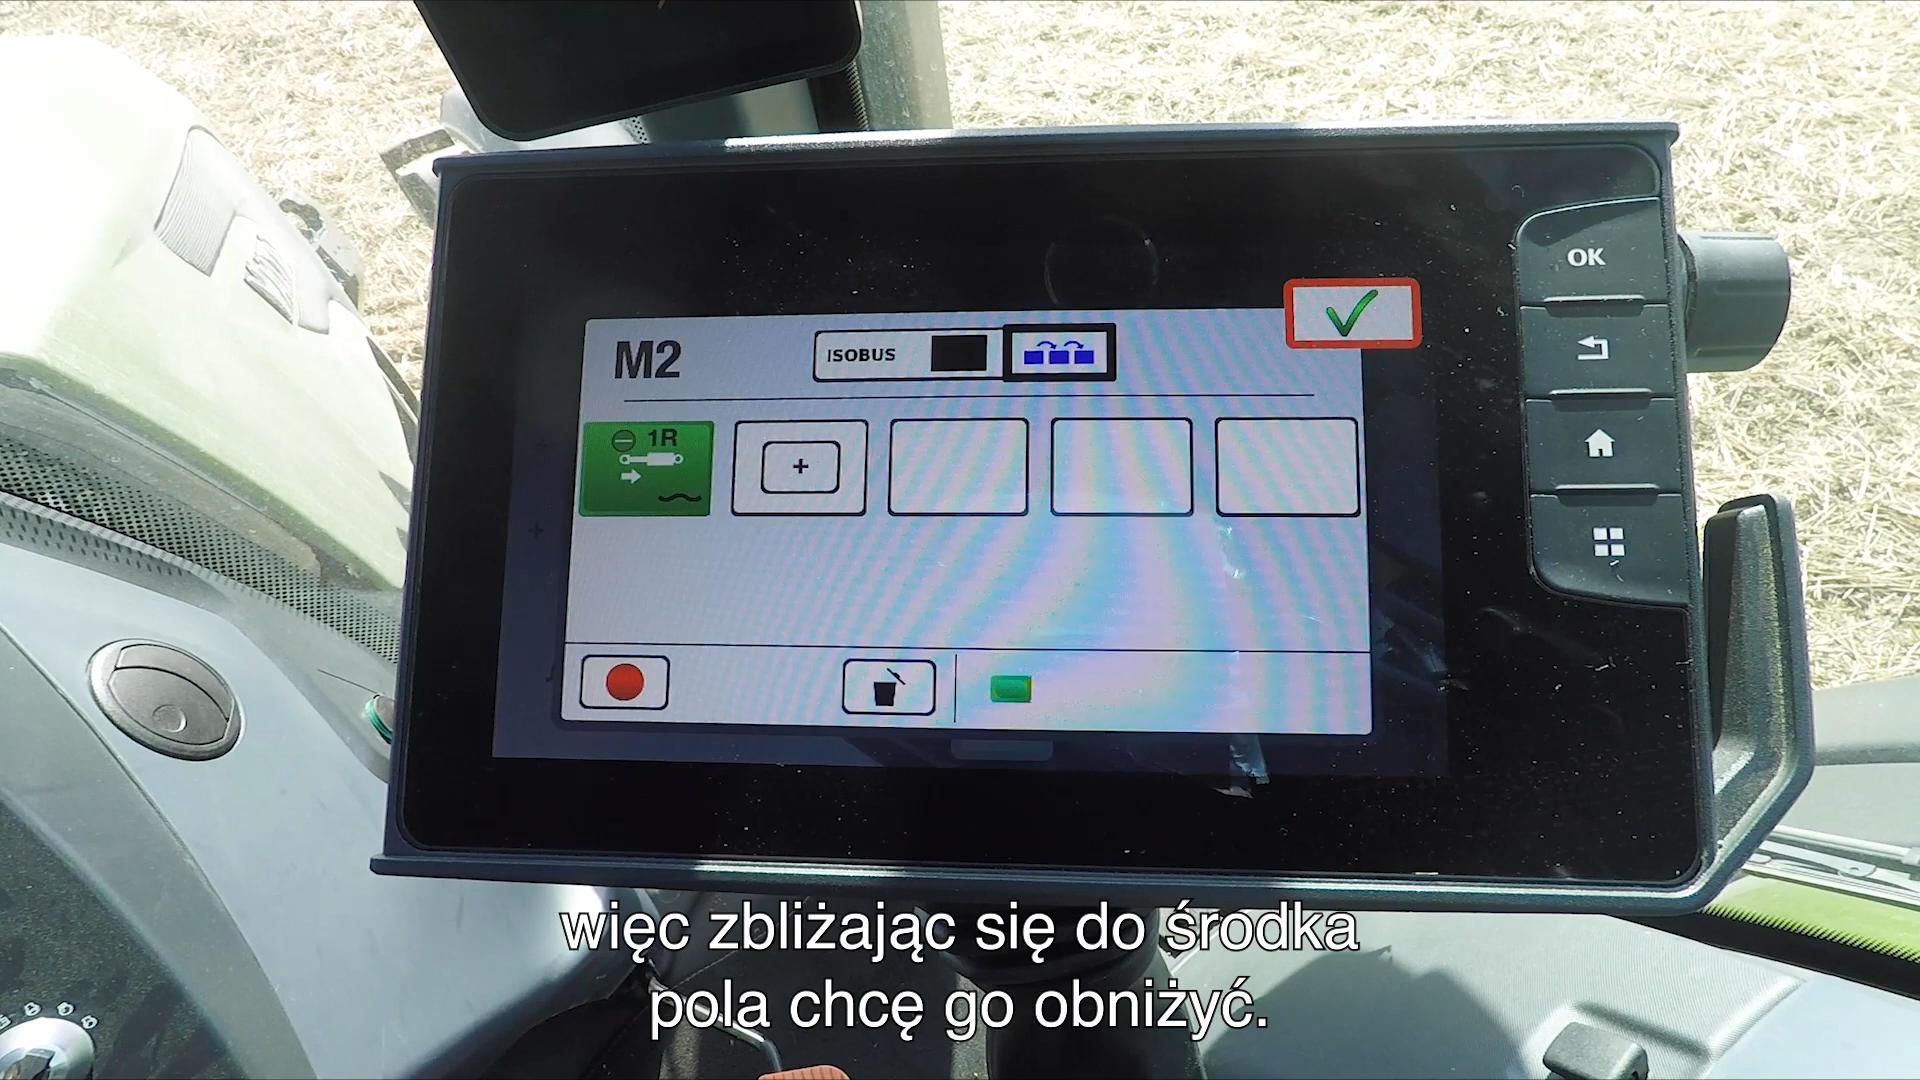 OK
M2
ISOBUS
1R
+
więc zbliżając się do środka
pola chcę go obniżyć.